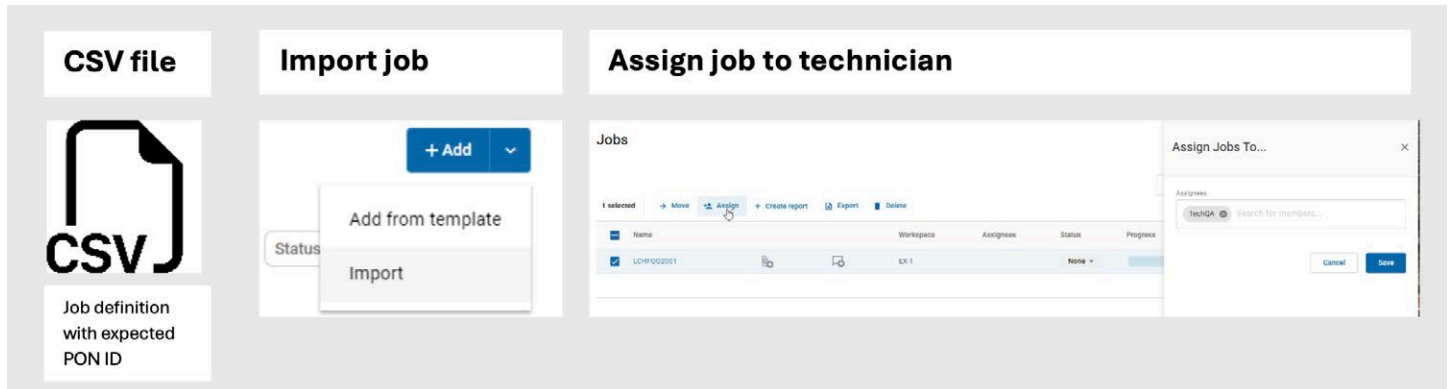 CSV file
Import job
Assign job to technician
CSV
Job definition
with expected
PON ID
+ Add
Add from template
Status
Import
Jobs
1 selected Move Assign + Create report Export Delete
Name Workspace Assignees Status Progress
LCHFOG2001 EX-1 None
Assign Jobs To...
Assignees
TechQA Search for members...
Cancel Save